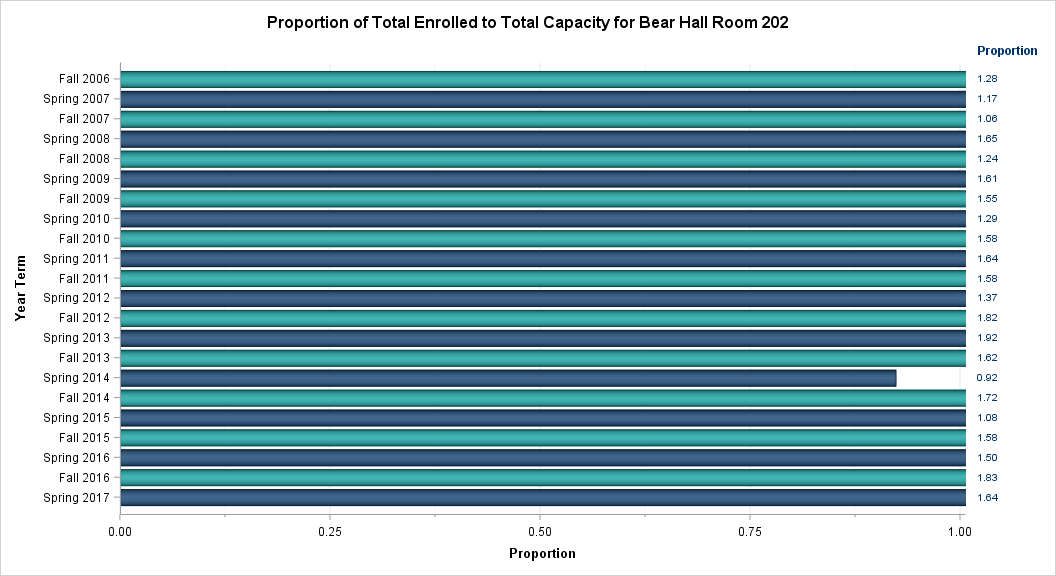 Proportion of Total Enrolled to Total Capacity for Bear Hall Room 202
Proportion
Fall 2006 1.28
Spring 2007 1.17
Fall 2007 1.06
Spring 2008 1.65
Fall 2008 1.24
Spring 2009 1.61
Fall 2009 1.55
Spring 2010 1.29
Fall 2010 1.58
Spring 2011 1.64
Fall 2011 1.58
Spring 2012 1.37
Fall 2012 1.82
Spring 2013 1.92
Fall 2013 1.62
Spring 2014 0.92
Fall 2014 1.72
Spring 2015 1.08
Fall 2015 1.58
Spring 2016 1.50
Fall 2016 1.83
Spring 2017 1.64
Year Term
0.00 0.25 0.50 0.75 1.00
Proportion